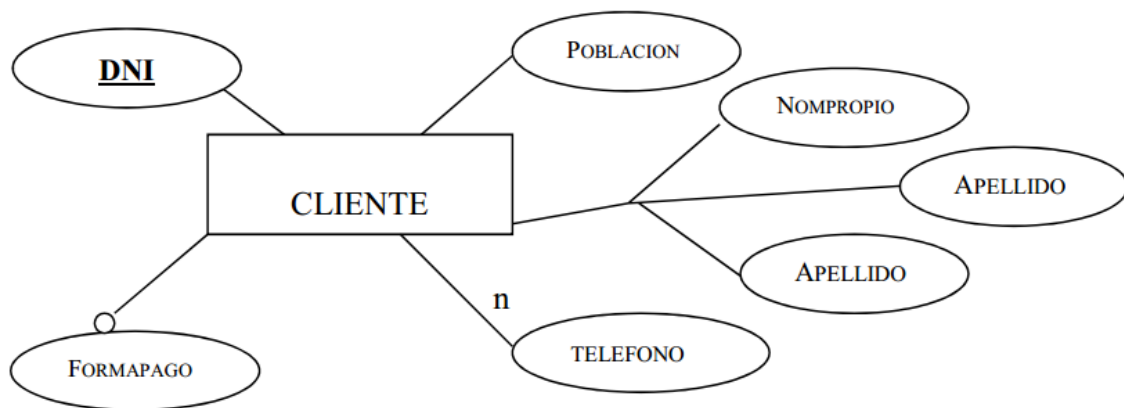 DNI
POBLACION
NOMPROPIO
APELLIDO
CLIENTE
APELLIDO
n
TELEFONO
FORMAPAGO